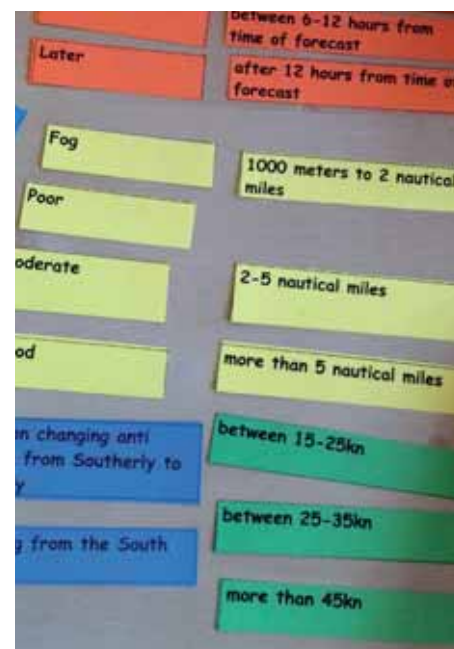 between 6-12 hours from
time of forecast
Later
after 12 hours from time
forecast
Fog
1000 meters to 2 nautical
miles
Poor
oderate
2-5 nautical miles
od
more than 5 nautical miles
n changing anti
from Southerly to
y
between 15-25kn
between 25-35kn
g from the South
more than 45kn